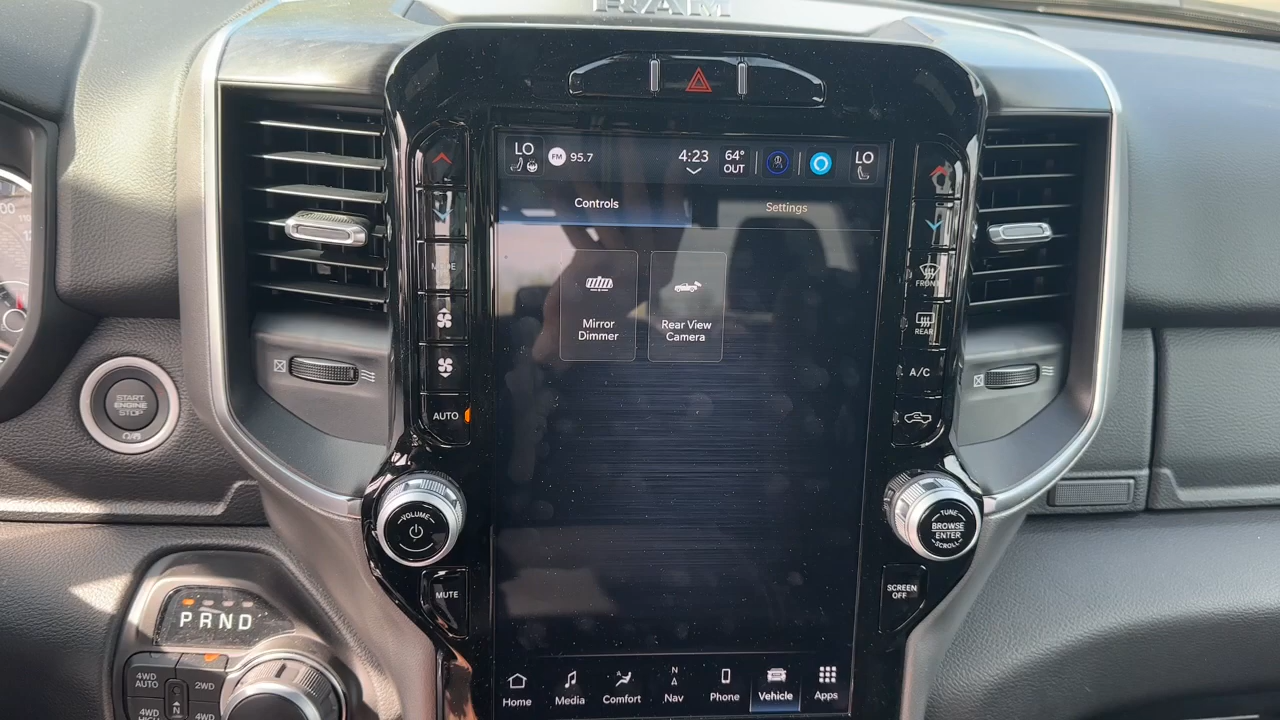 RAM
LO
FM 95.7
4:23
64°
OUT
LO
Controls
Settings
Mirror
Dimmer
Rear View
Camera
MODE
AUTO
FRONT
REAR
A/C
VOLUME
MUTE
TUNE
BROWSE
ENTER
SCROLL
SCREEN
OFF
START
ENGINE
STOP
PRND
4WD
AUTO
2WD
4WD
HIGH
N
4WD
Home
Media
Comfort
N
Nav
Phone
Vehicle
Apps